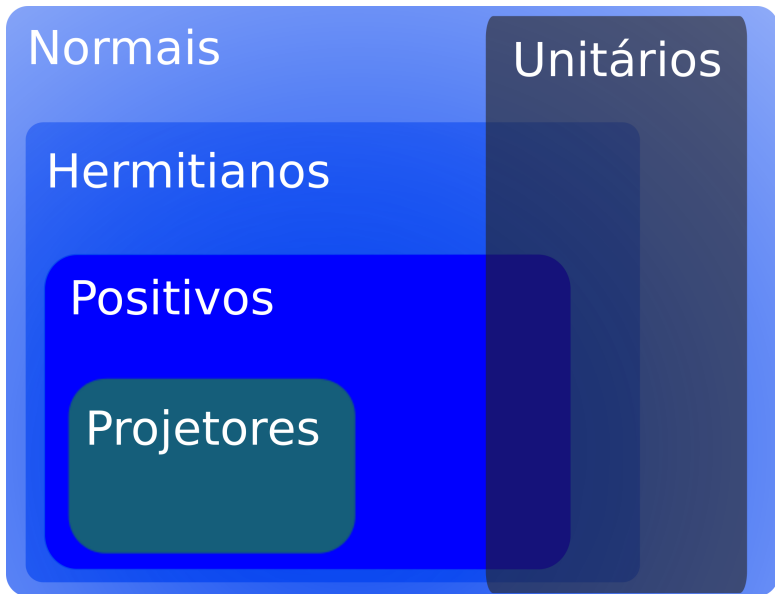 Normais
Unitários
Hermitianos
Positivos
Projetores